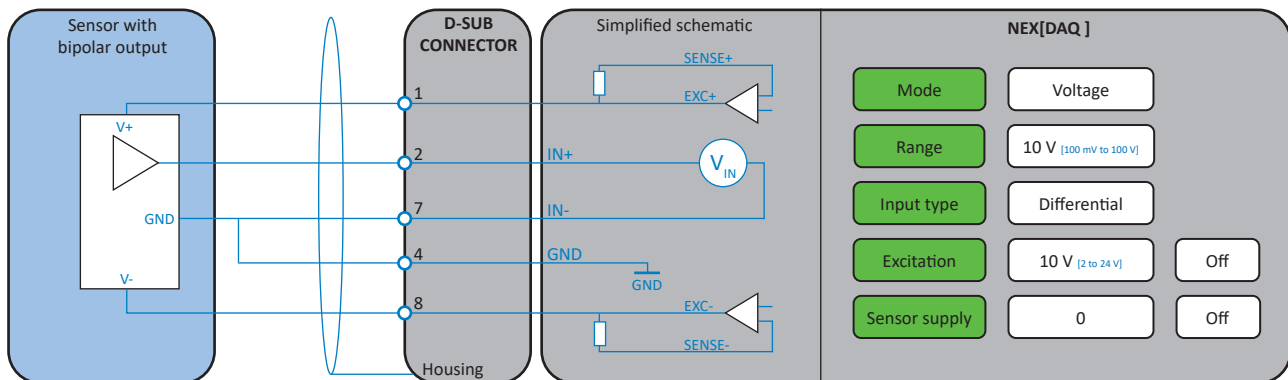 Sensor with
bipolar output
V+
GND
V-
D-SUB
CONNECTOR
1
2
7
4
8
Housing
Simplified schematic
SENSE+
EXC+
IN+
VIN
IN-
GND
GND
EXC-
SENSE-
NEX[DAQ ]
Mode Voltage
Range 10 V [100 mV to 100 V]
Input type Differential
Excitation 10 V [2 to 24 V] Off
Sensor supply 0 Off